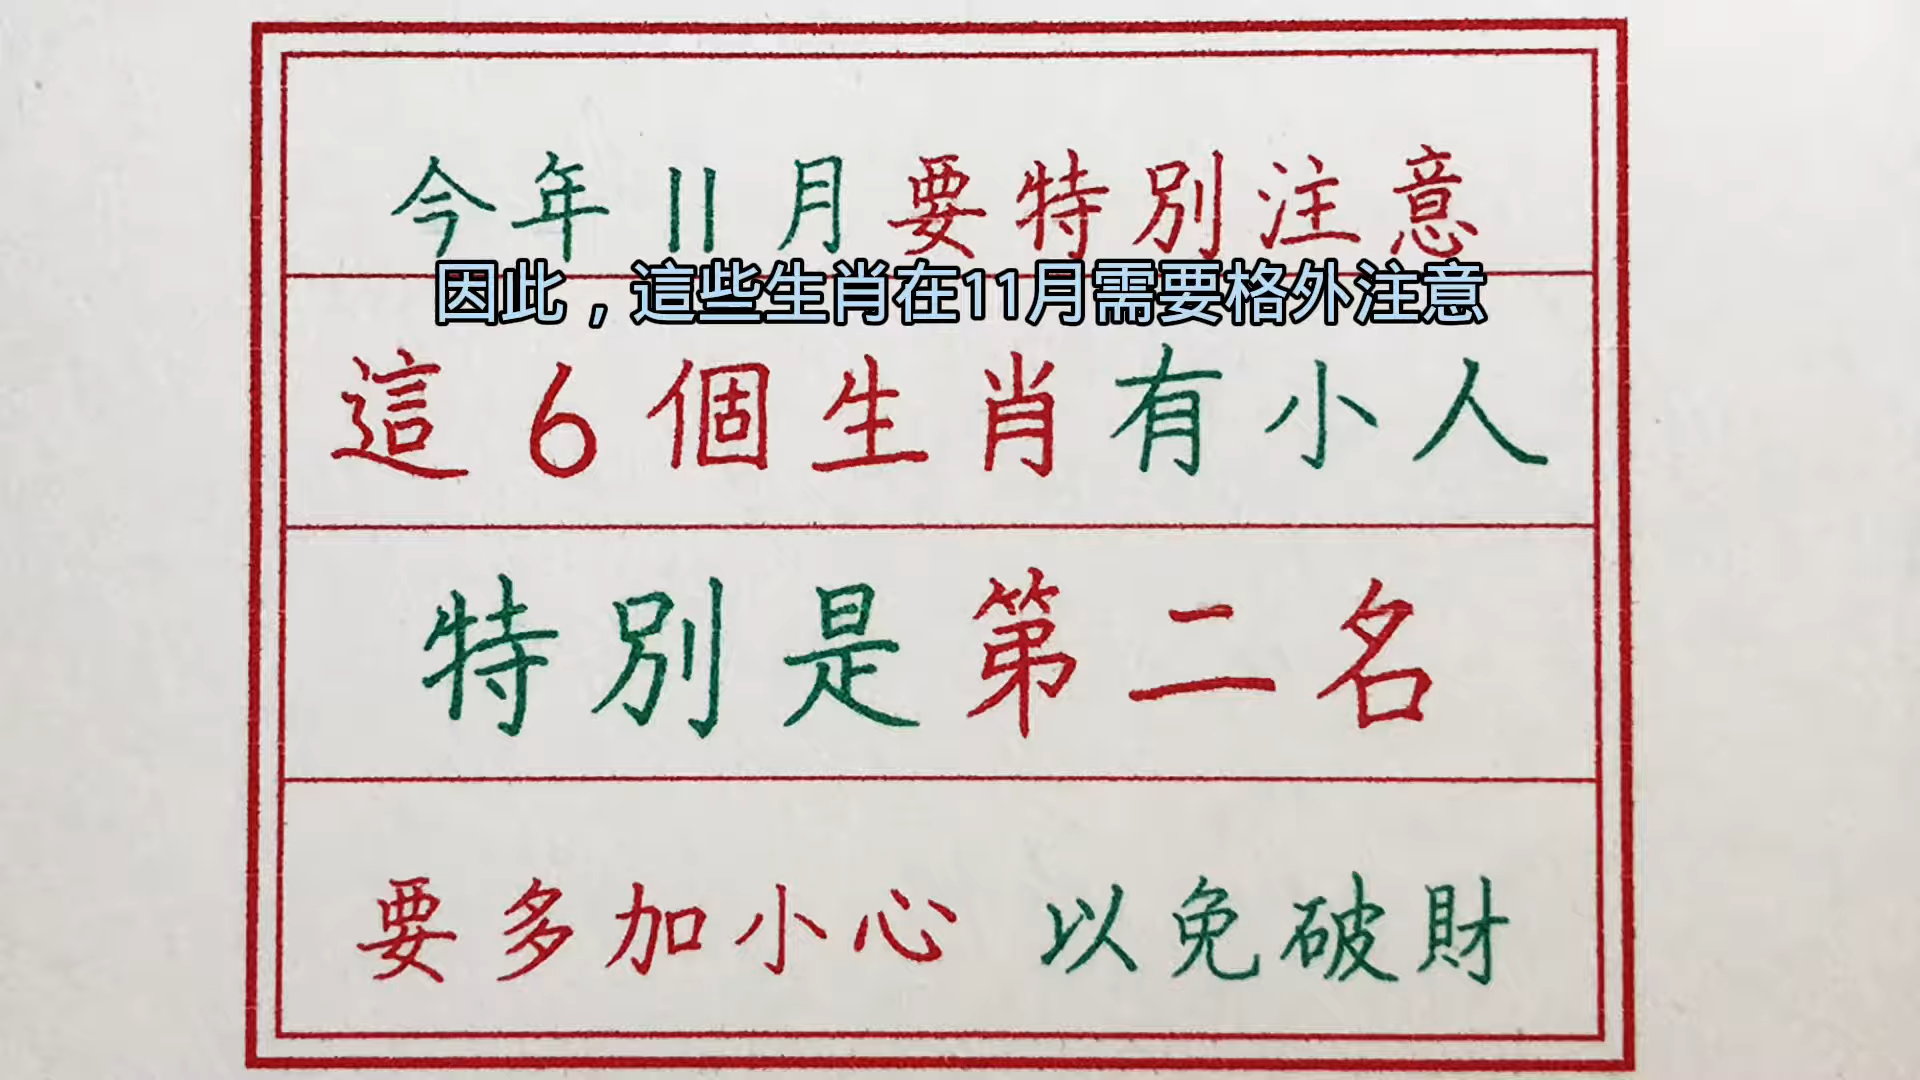 今年11月要特別注意
因此，這些生肖在11月需要格外注意
這6個生肖有小人
特別是第二名
要多加小心 以免破財